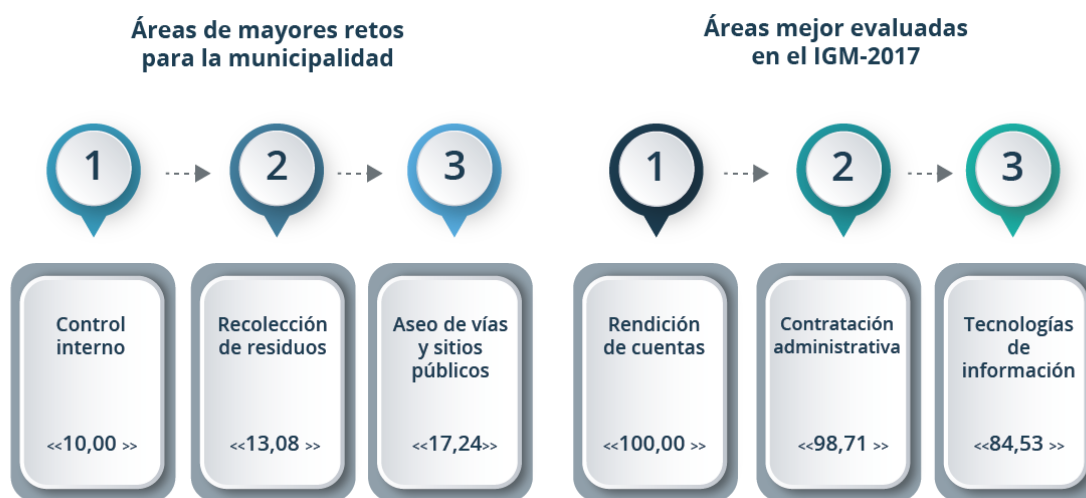 Áreas de mayores retos
para la municipalidad
1
2
3
Control
interno
<<10,00 >>
Recolección
de residuos
<<13,08 >>
Aseo de vías
y sitios
públicos
<<17,24>>
Áreas mejor evaluadas
en el IGM-2017
1
2
3
Rendición
de cuentas
<<100,00 >>
Contratación
administrativa
<<98,71 >>
Tecnologías
de
información
<<84,53 >>